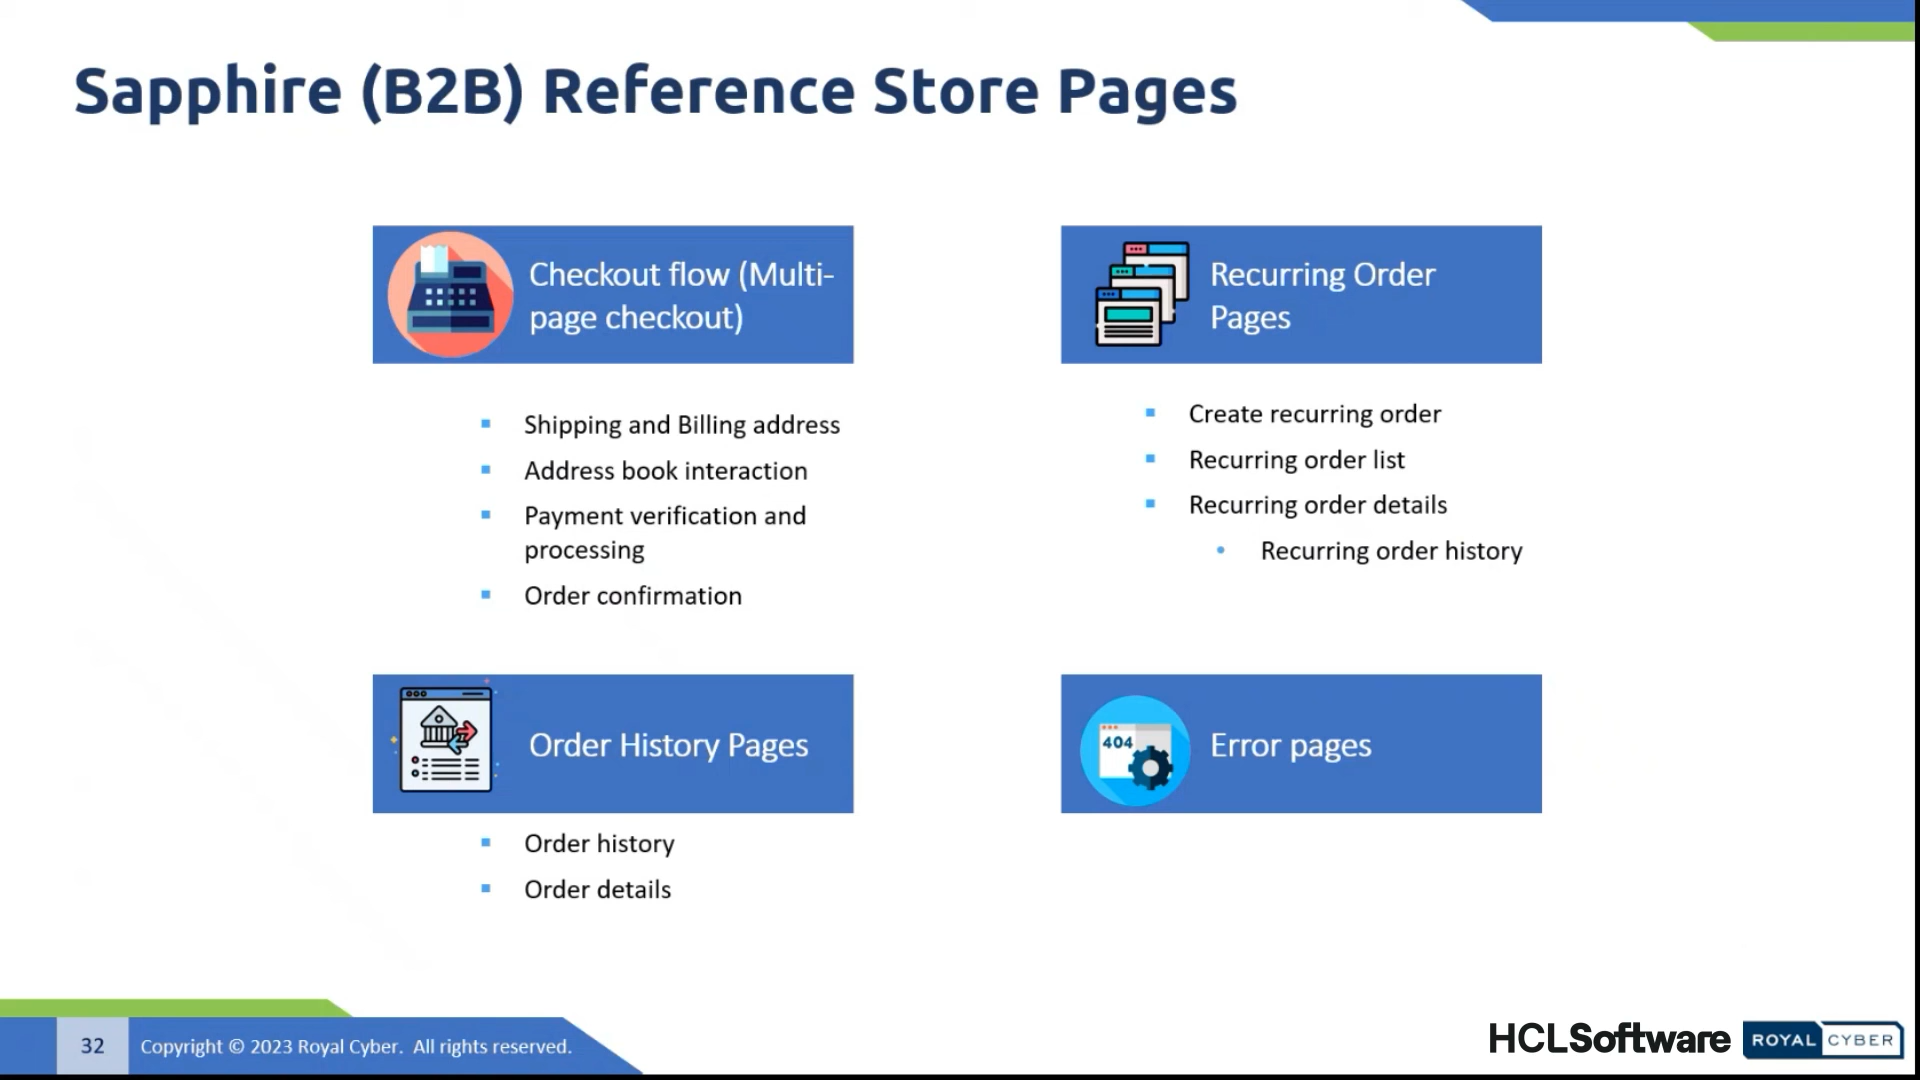 Sapphire (B2B) Reference Store Pages
Checkout flow (Multi-
page checkout)
Shipping and Billing address
Address book interaction
Payment verification and
processing
Order confirmation
Recurring Order
Pages
Create recurring order
Recurring order list
Recurring order details
Recurring order history
Order History Pages
Order history
Order details
404
Error pages
32
Copyright © 2023 Royal Cyber. All rights reserved.
HCLSoftware
ROYAL CYBER